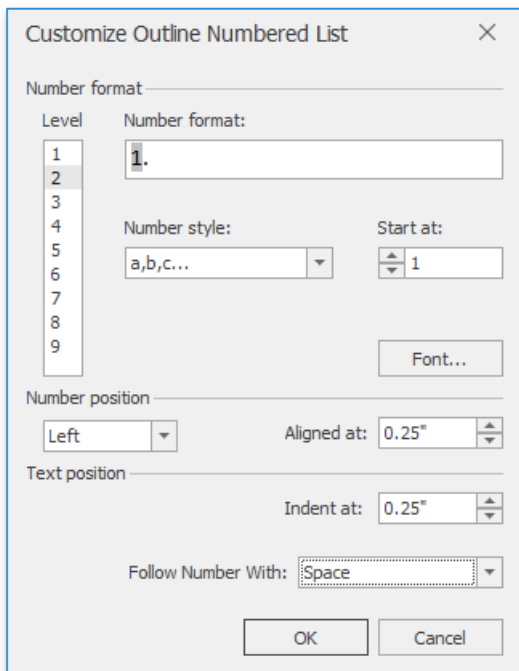 Customize Outline Numbered List
Number format
Level
Number format:
1
2
3
4
5
6
7
8
9
1.
Number style:
Start at:
a,b,c...
1
Font...
Number position
Left
Aligned at: 0.25"
Text position
Indent at: 0.25"
Follow Number With: Space
OK
Cancel